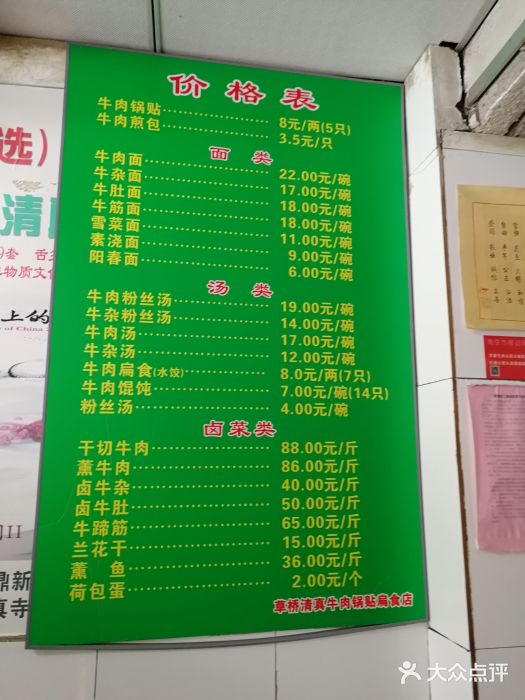 价格表
牛肉锅贴 8元/两(5只)
牛肉煎包 3.5元/只
面类
牛肉面 22.00元/碗
牛杂面 17.00元/碗
牛肚面 18.00元/碗
牛筋面 18.00元/碗
雪菜面 11.00元/碗
素浇面 9.00元/碗
阳春面 6.00元/碗
汤类
牛肉粉丝汤 19.00元/碗
牛杂粉丝汤 14.00元/碗
牛肉汤 17.00元/碗
牛杂汤 12.00元/碗
牛肉扁食(水饺) 8.0元/两(7只)
牛肉馄饨 7.00元/碗(14只)
粉丝汤 4.00元/碗
卤菜类
干切牛肉 88.00元/斤
薰牛肉 86.00元/斤
卤牛杂 40.00元/斤
卤牛肚 50.00元/斤
牛蹄筋 65.00元/斤
兰花干 15.00元/斤
薰 鱼 36.00元/斤
荷包蛋 2.00元/个
草桥清真牛肉锅贴扁食店
选)
清
物质文
上的
of China
鼎新
真寺
大众点评